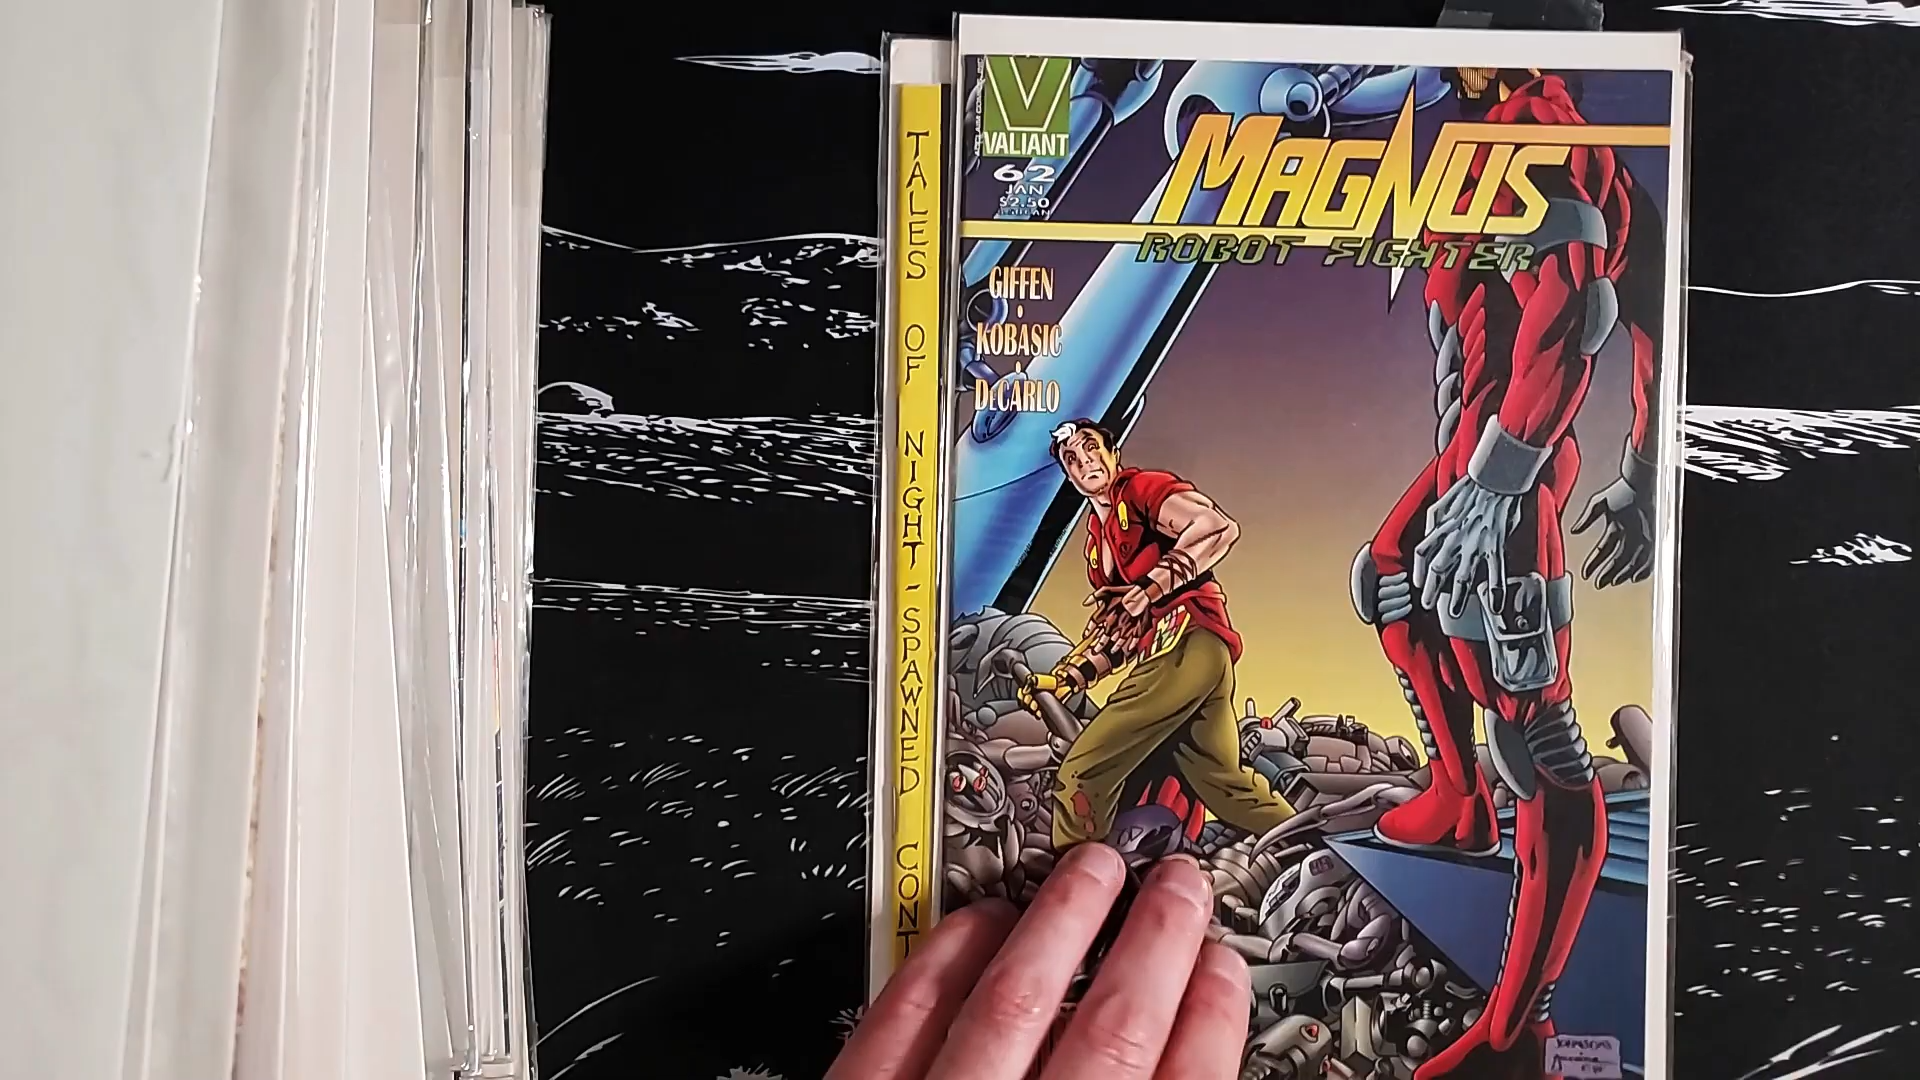 TALES OF NIGHT-SPAWNED CONT
V
VALIANT
62
JAN
$2.50
MAGNUS
ROBOT FIGHTER
GIFFEN
•
KOBASIC
•
DeCARLO